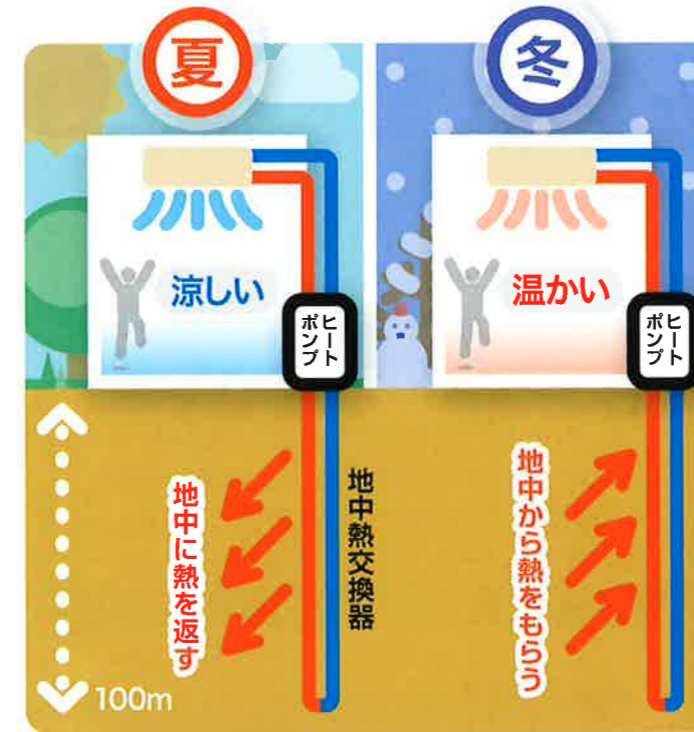 夏
涼しい
ヒート
ポンプ
地中に熱を返す
地中熱交換器
100m
冬
温かい
ヒート
ポンプ
地中から熱をもらう